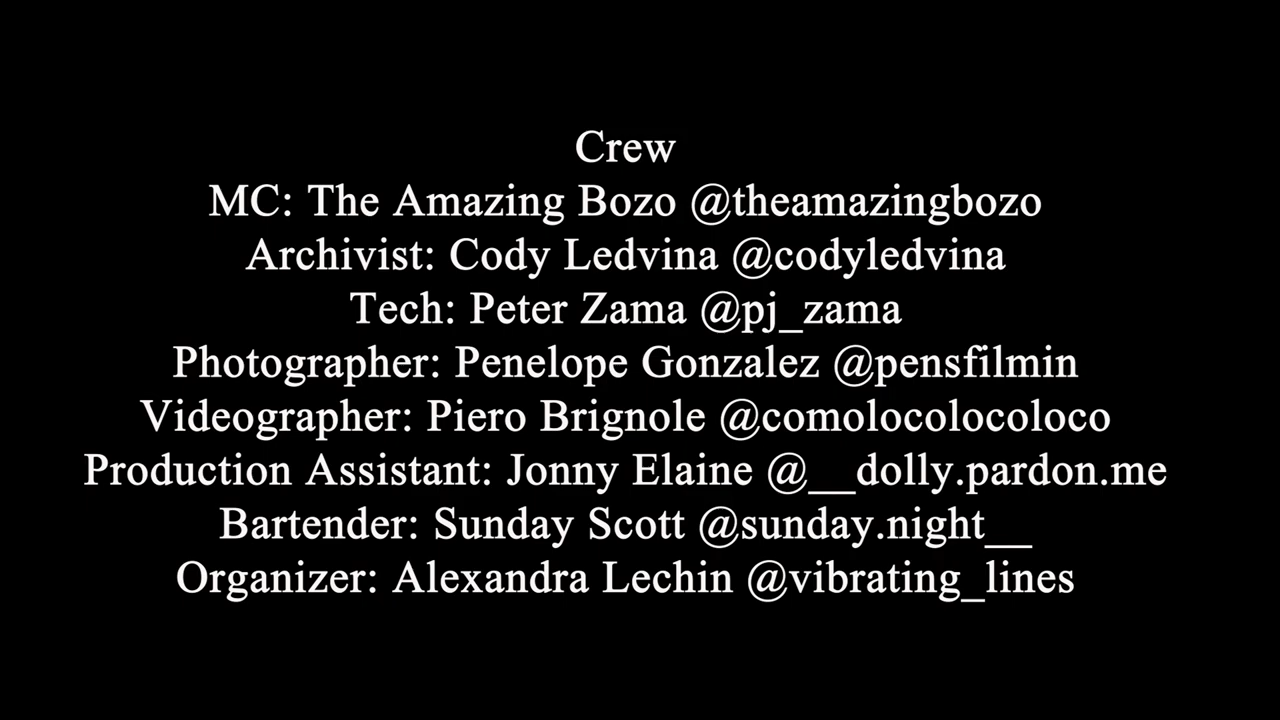 Crew
MC: The Amazing Bozo @theamazingbozo
Archivist: Cody Ledvina @codyledvina
Tech: Peter Zama @pj_zama
Photographer: Penelope Gonzalez @pensfilmin
Videographer: Piero Brignole @comolocolocoloco
Production Assistant: Jonny Elaine @__dolly.pardon.me
Bartender: Sunday Scott @sunday.night__
Organizer: Alexandra Lechin @vibrating_lines